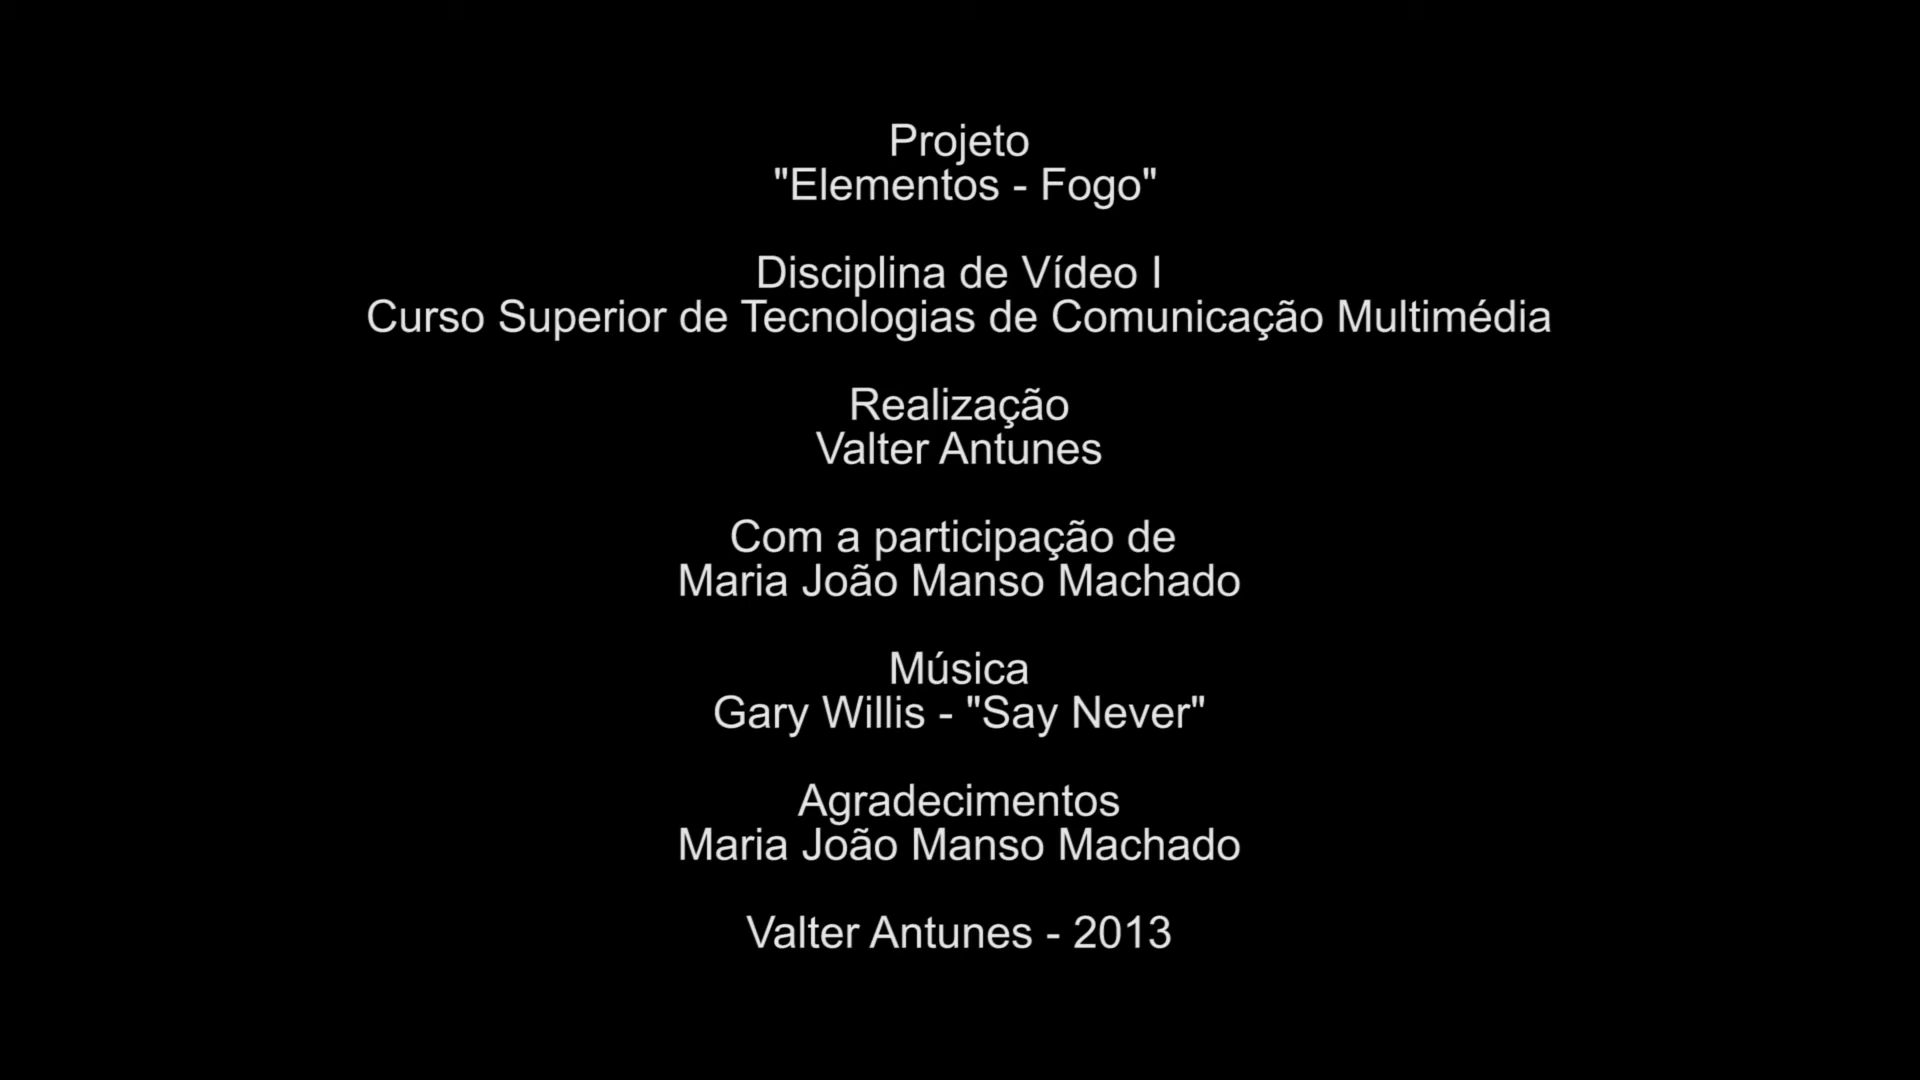 Projeto
"Elementos - Fogo"
Disciplina de Vídeo I
Curso Superior de Tecnologias de Comunicação Multimédia
Realização
Valter Antunes
Com a participação de
Maria João Manso Machado
Música
Gary Willis - "Say Never"
Agradecimentos
Maria João Manso Machado
Valter Antunes - 2013